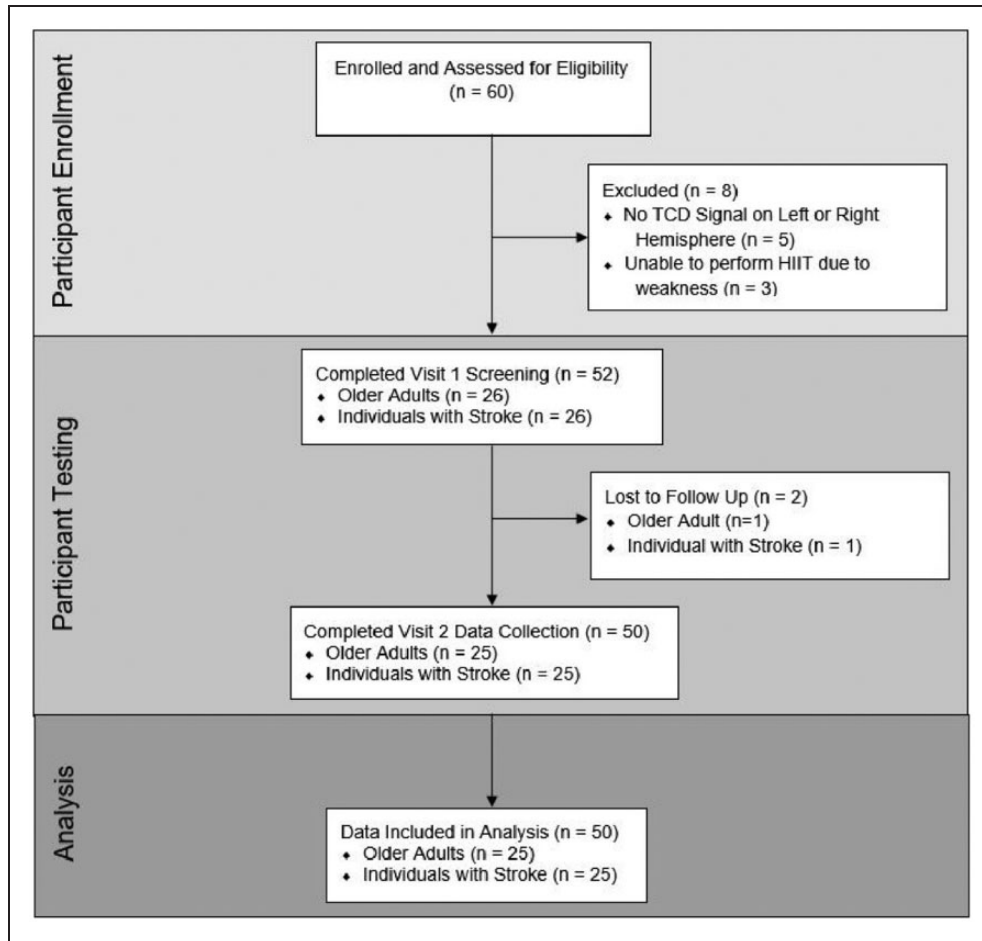 Participant Enrollment
Enrolled and Assessed for Eligibility
(n = 60)
Excluded (n = 8)
♦ No TCD Signal on Left or Right
Hemisphere (n = 5)
♦ Unable to perform HIIT due to
weakness (n = 3)
Participant Testing
Completed Visit 1 Screening (n = 52)
♦ Older Adults (n = 26)
♦ Individuals with Stroke (n = 26)
Lost to Follow Up (n = 2)
♦ Older Adult (n=1)
♦ Individual with Stroke (n = 1)
Completed Visit 2 Data Collection (n = 50)
♦ Older Adults (n = 25)
♦ Individuals with Stroke (n = 25)
Analysis
Data Included in Analysis (n = 50)
♦ Older Adults (n = 25)
♦ Individuals with Stroke (n = 25)